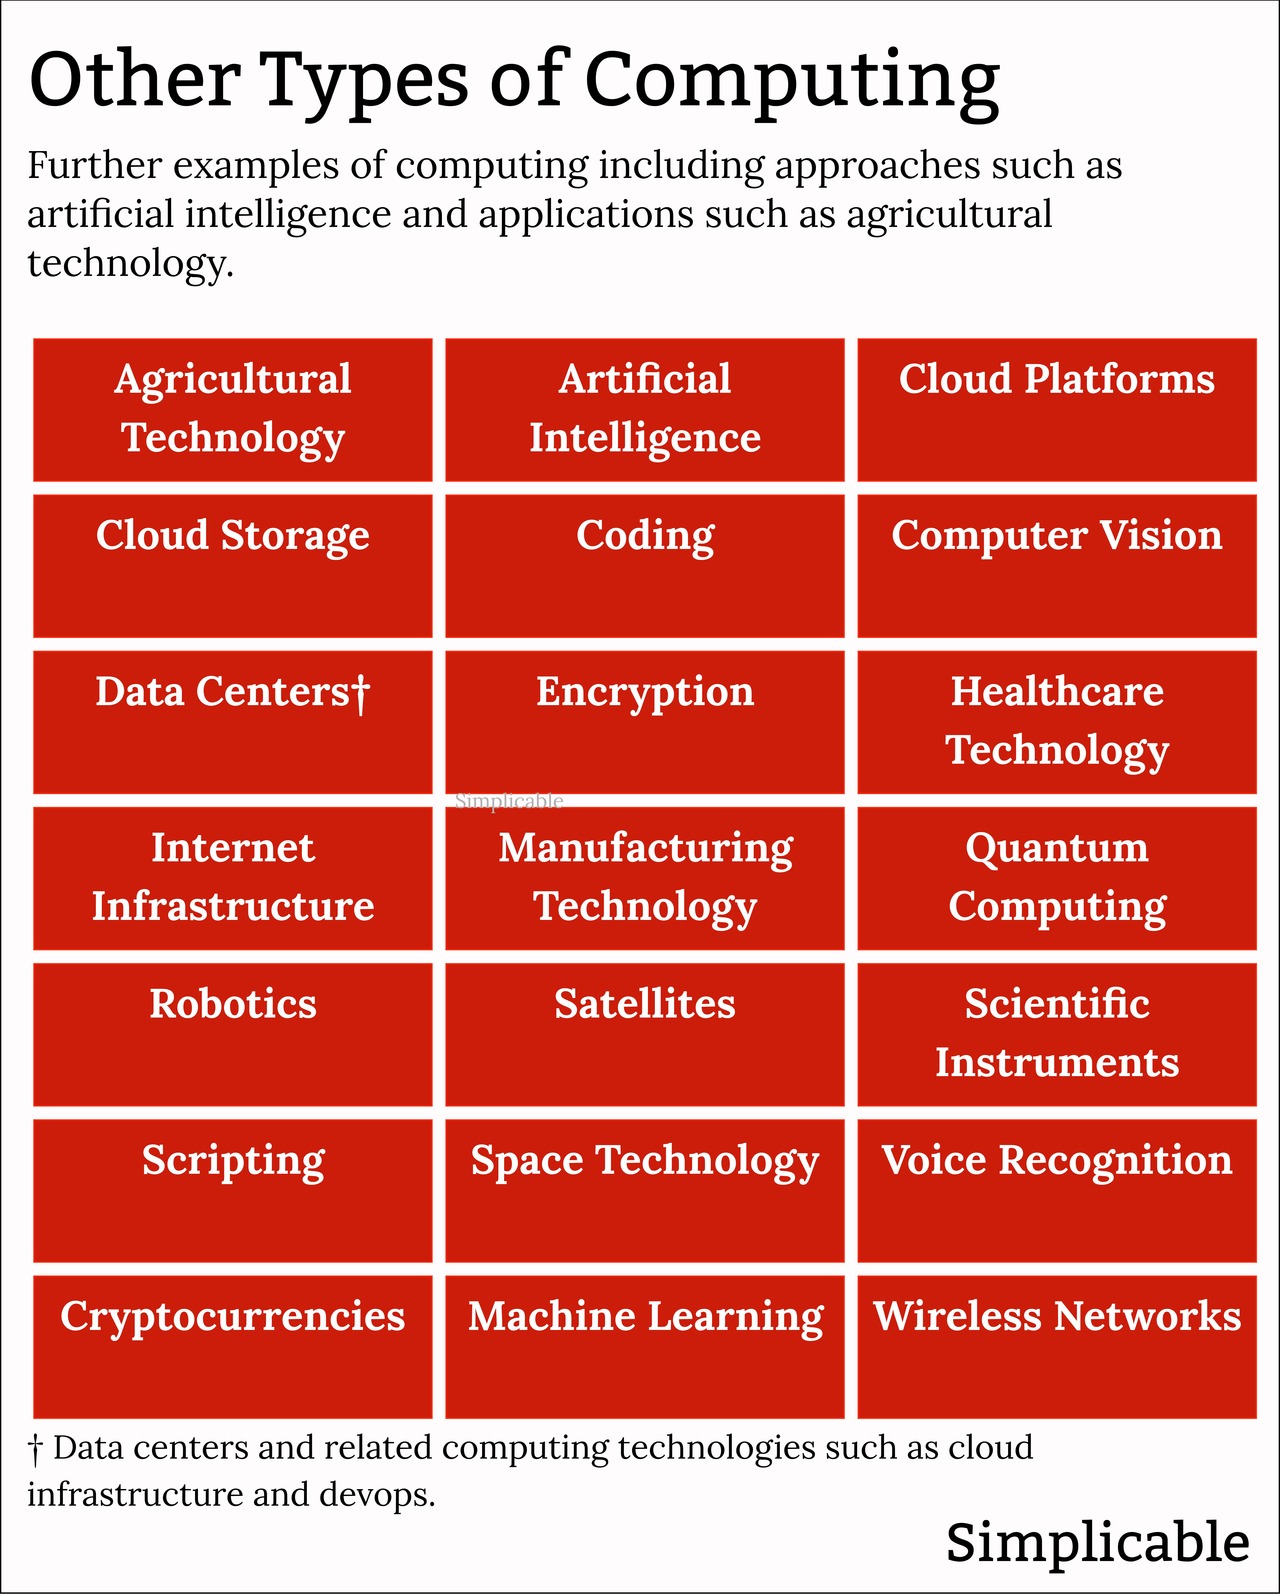 Other Types of Computing
Further examples of computing including approaches such as
artificial intelligence and applications such as agricultural
technology.
Agricultural
Technology
Artificial
Intelligence
Cloud Platforms
Cloud Storage
Coding
Computer Vision
Data Centers†
Encryption
Healthcare
Technology
Simplicable
Internet
Infrastructure
Manufacturing
Technology
Quantum
Computing
Robotics
Satellites
Scientific
Instruments
Scripting
Space Technology
Voice Recognition
Cryptocurrencies
Machine Learning
Wireless Networks
† Data centers and related computing technologies such as cloud
infrastructure and devops.
Simplicable